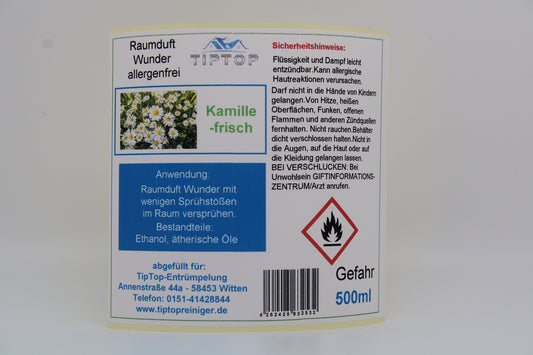 Raumduft
Wunder
allergenfrei
TIPTOP
Kamille
-frisch
Anwendung:
Raumduft Wunder mit
wenigen Sprühstößen
im Raum versprühen.
Bestandteile:
Ethanol, ätherische Öle
abgefüllt für:
TipTop-Entrümpelung
Annenstraße 44a - 58453 Witten
Telefon: 0151-41428844
www.tiptopreiniger.de
Sicherheitshinweise:
Flüssigkeit und Dampf leicht
entzündbar.Kann allergische
Hautreaktionen verursachen.
Darf nicht in die Hände von Kindern
gelangen.Von Hitze, heißen
Oberflächen, Funken, offenen
Flammen und anderen Zündquellen
fernhalten. Nicht rauchen.Behälter
dicht verschlossen halten.Nicht in
die Augen, auf die Haut oder auf
die Kleidung gelangen lassen.
BEI VERSCHLUCKEN: Bei
Unwohlsein GIFTINFORMATIONS-
ZENTRUM/Arzt anrufen.
Gefahr
500ml